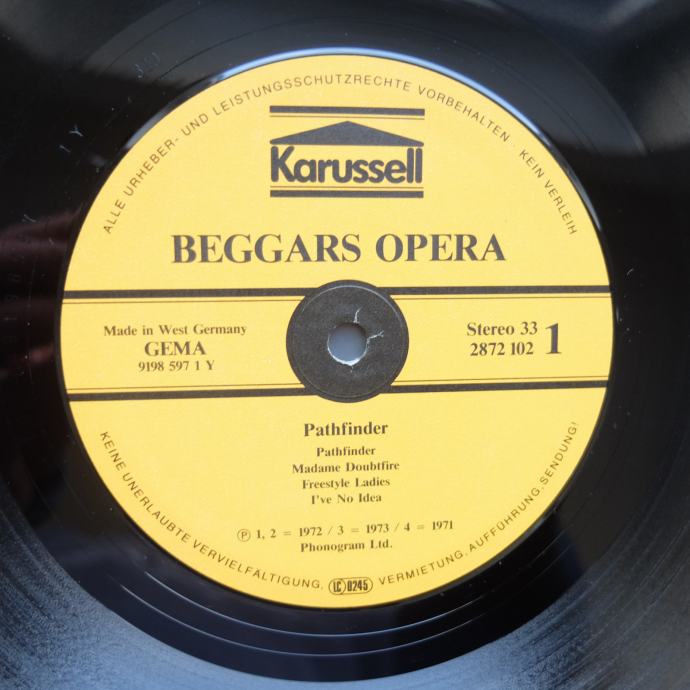 ALLE URHEBER- UND LEISTUNGSSCHUTZRECHTE VORBEHALTEN · KEIN VERLEIH
Karussell
BEGGARS OPERA
Made in West Germany
GEMA
9198 597 1 Y
Stereo 33
2872 102
1
Pathfinder
Pathfinder
Madame Doubtfire
Freestyle Ladies
I've No Idea
Ⓟ 1, 2 = 1972 / 3 = 1973 / 4 = 1971
Phonogram Ltd.
KEINE UNERLAUBTE VERVIELFÄLTIGUNG, LC 0245 VERMIETUNG, AUFFÜHRUNG, SENDUNG!